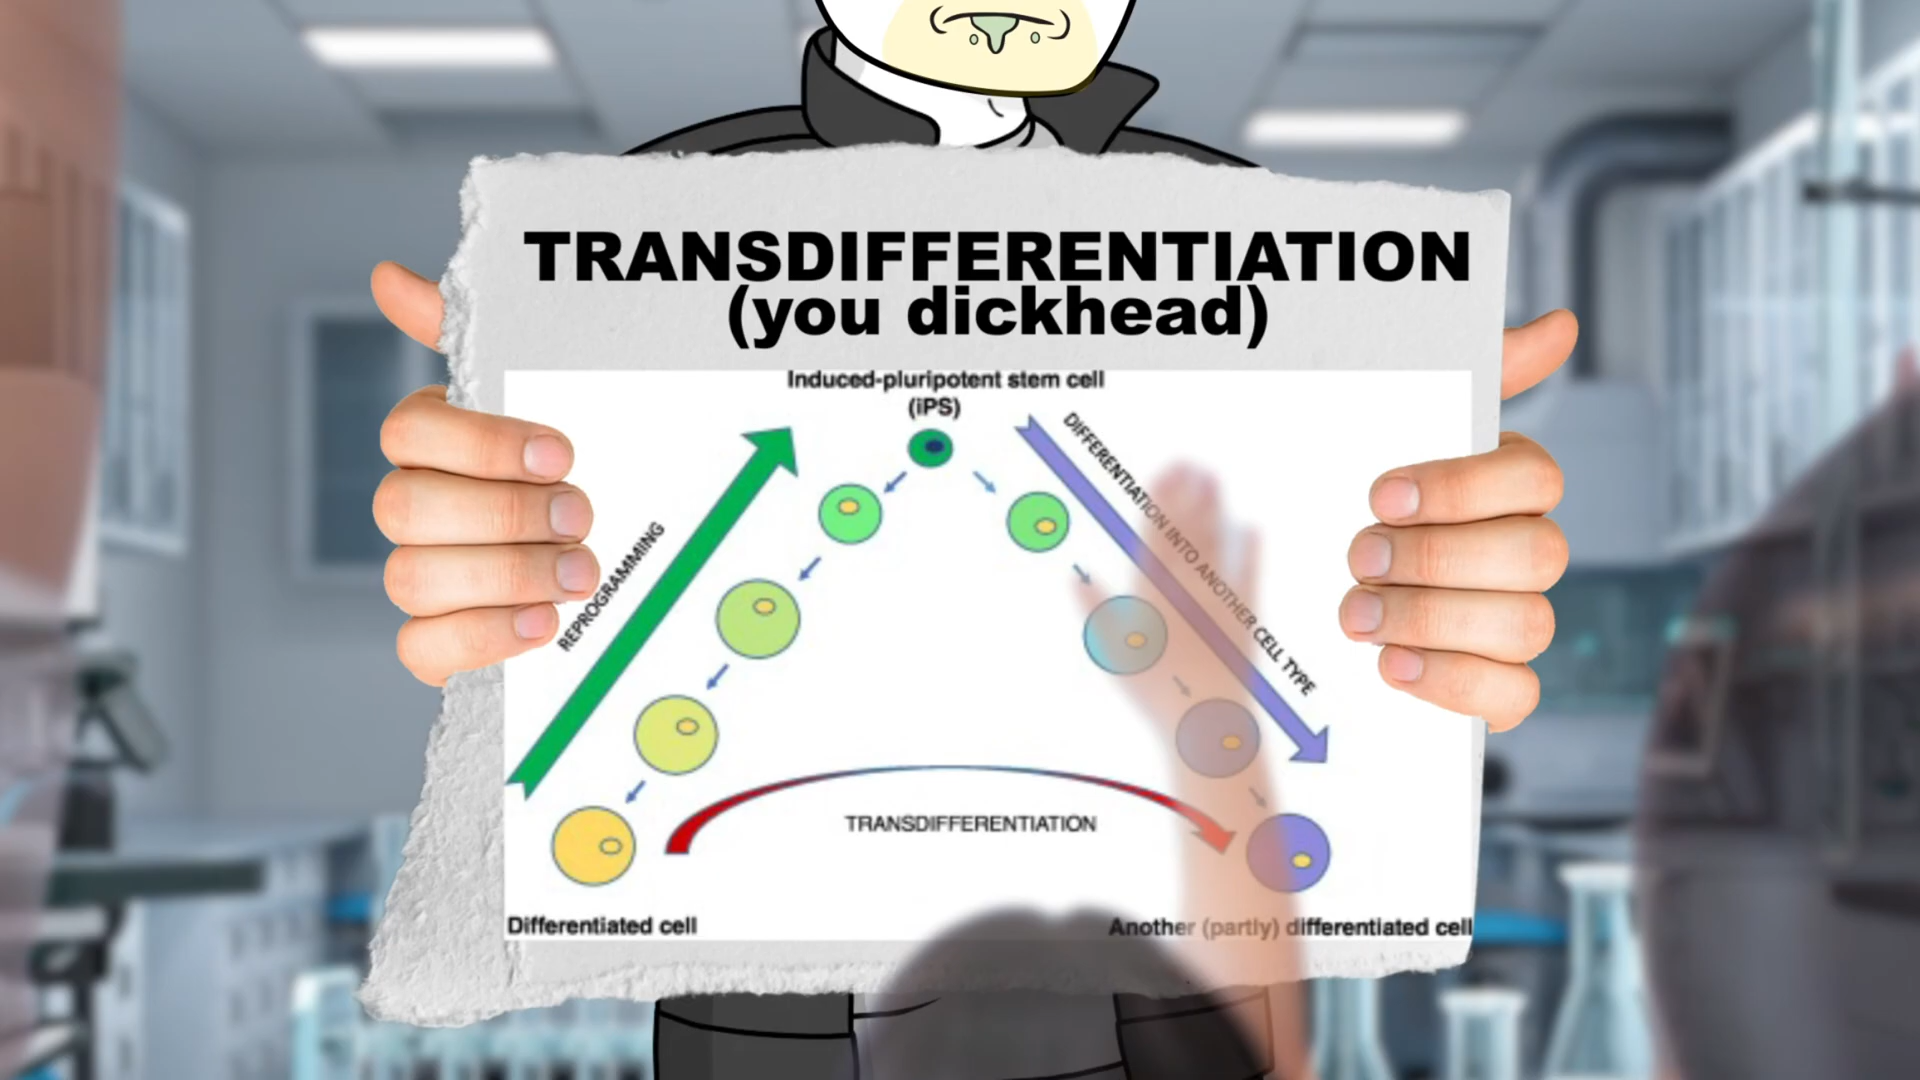 TRANSDIFFERENTIATION
(you dickhead)
Induced-pluripotent stem cell
(iPS)
REPROGRAMMING
DIFFERENTIATION INTO ANOTHER CELL TYPE
TRANSDIFFERENTIATION
Differentiated cell
Another (partly) differentiated cell